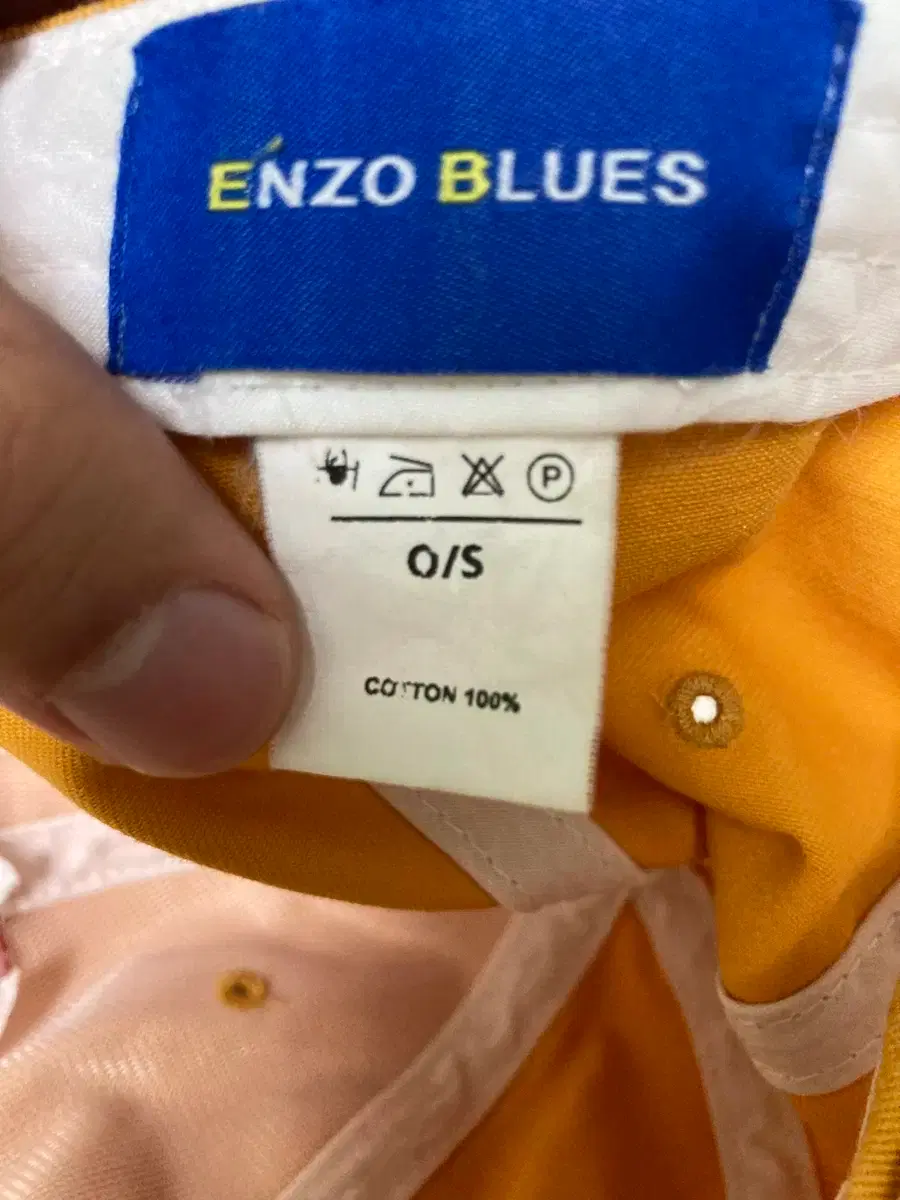 ENZO BLUES
P
O/S
COTTON 100%